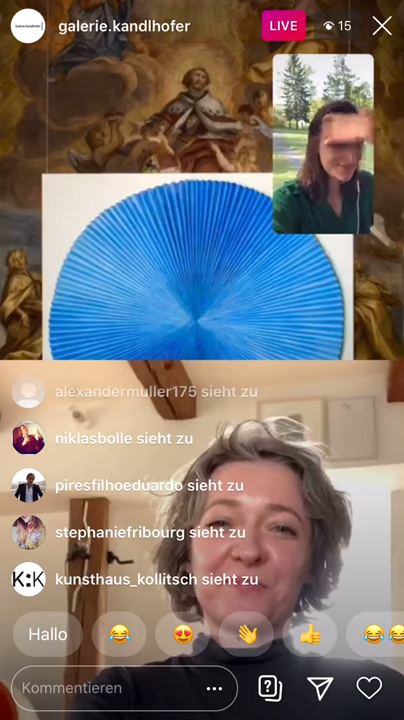 galerie.kandlhofer
LIVE
15
alexandermuller175 sieht zu
niklasbolle sieht zu
piresfilhoeduardo sieht zu
stephaniefribourg sieht zu
K:K
kunsthaus_kollitsch sieht zu
Hallo
Kommentieren